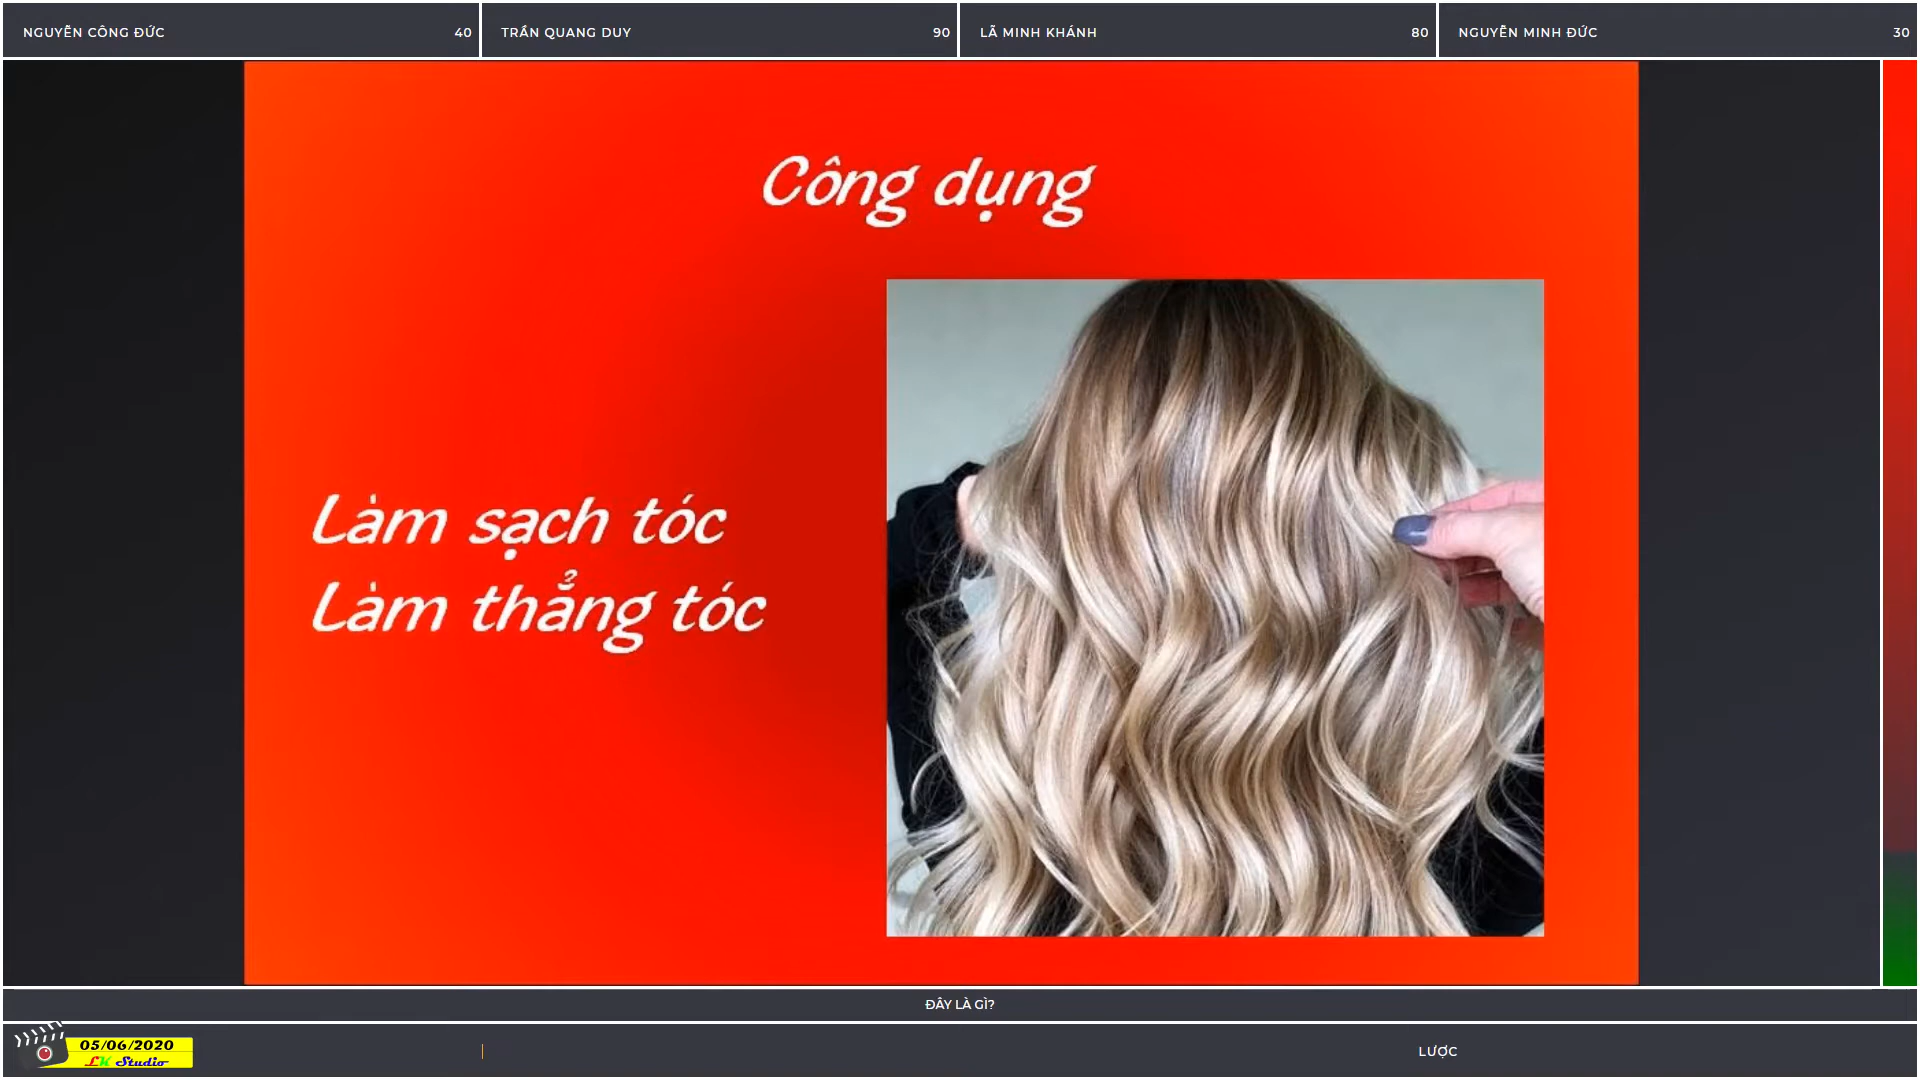 NGUYỄN CÔNG ĐỨC 40
TRẦN QUANG DUY 90
LÃ MINH KHÁNH 80
NGUYỄN MINH ĐỨC 30
Công dụng
Làm sạch tóc
Làm thẳng tóc
ĐÂY LÀ GÌ?
05/06/2020
LK Studio
LƯỢC